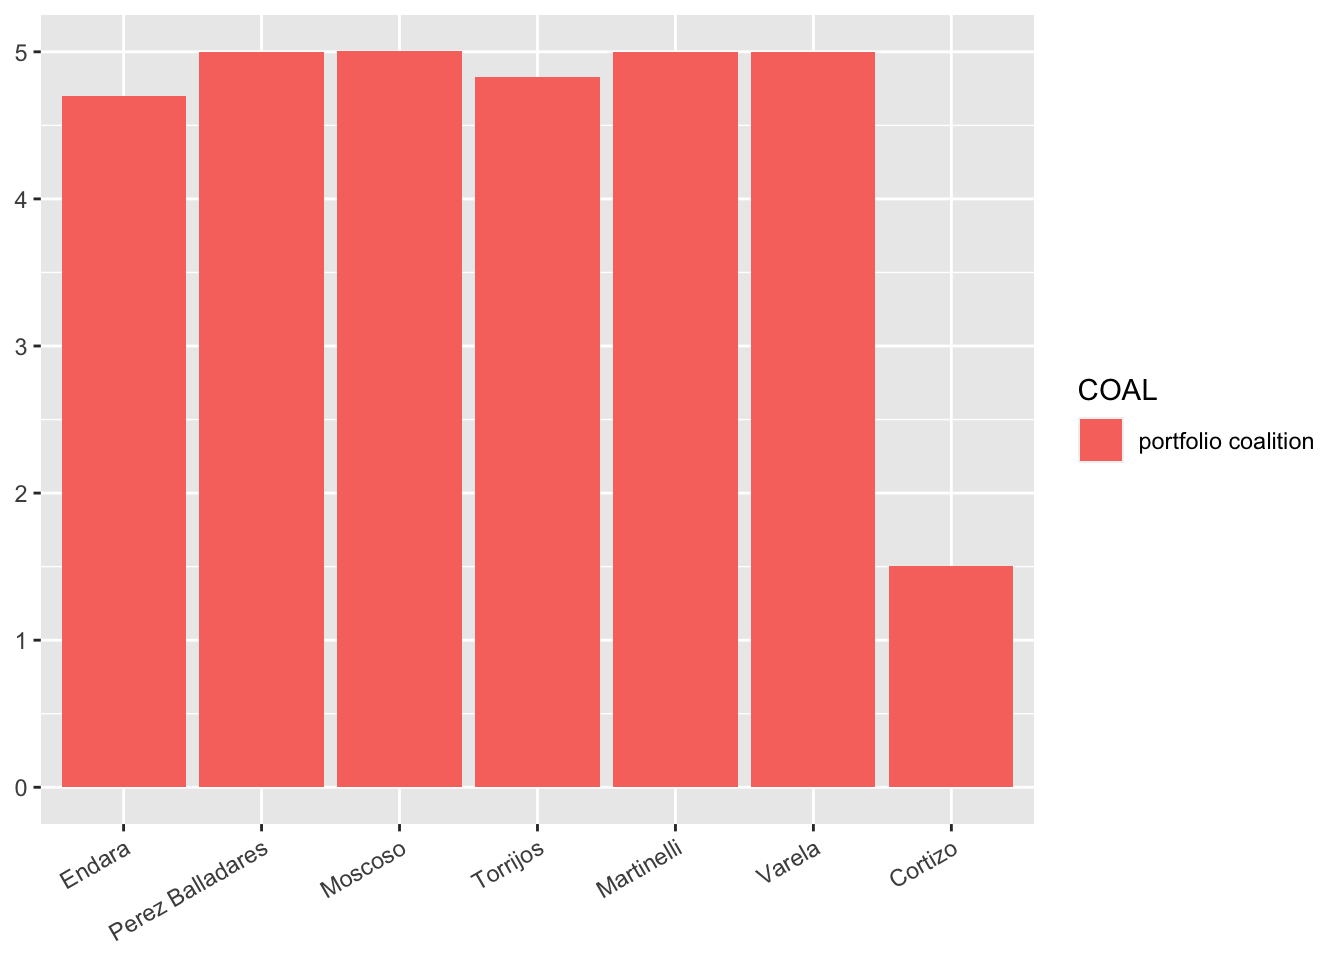 5
4
3
2
1
0
Endara
Perez Balladares
Moscoso
Torrijos
Martinelli
Varela
Cortizo
COAL
portfolio coalition